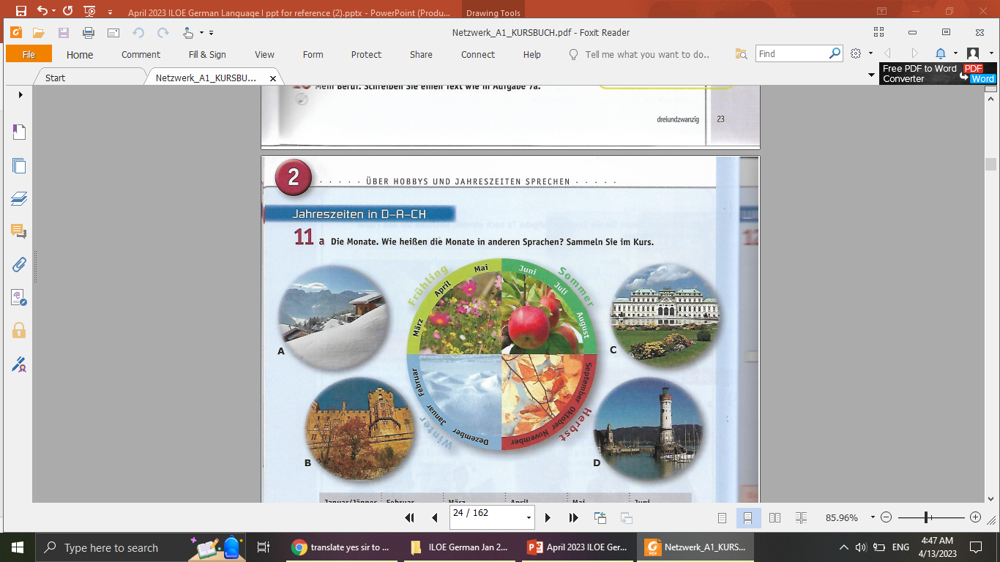 April 2023 ILOE German Language I ppt for reference (2).pptx - PowerPoint (Produ...
Drawing Tools
Netzwerk_A1_KURSBUCH.pdf - Foxit Reader
File Home Comment Fill & Sign View Form Protect Share Connect Help Tell me what you want to do.. Find
Start
Netzwerk_A1_KURSBU... ×
Free PDF to Word Converter
PDF
Word
Mein Beruf. Schreiben Sie einen Text wie in Aufgabe 7a.
dreiundzwanzig 23
2 ····· ÜBER HOBBYS UND JAHRESZEITEN SPRECHEN ·····
Jahreszeiten in D–A–CH
11 a Die Monate. Wie heißen die Monate in anderen Sprachen? Sammeln Sie im Kurs.
Frühling
März
April
Mai
Sommer
Juni
Juli
August
A
C
Winter
Februar
Januar
Dezember
Herbst
September
Oktober
November
B
D
Januar/Jänner Februar März April Mai Juni
24 / 162
85.96%
Type here to search
translate yes sir to ...
ILOE German Jan 2...
April 2023 ILOE Ger...
Netzwerk_A1_KURS...
ENG
4:47 AM
4/13/2023